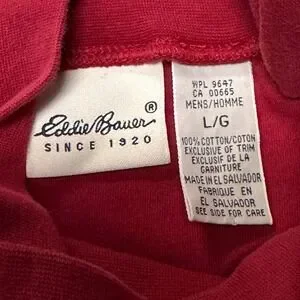 Eddie Bauer ®
SINCE 1920
WPL 9647
CA 00665
MENS/HOMME
L/G
100% COTTON/COTON
EXCLUSIVE OF TRIM
EXCLUSIF DE LA
GARNITURE
MADE IN EL SALVADOR
FABRIQUE EN
EL SALVADOR
SEE SIDE FOR CARE